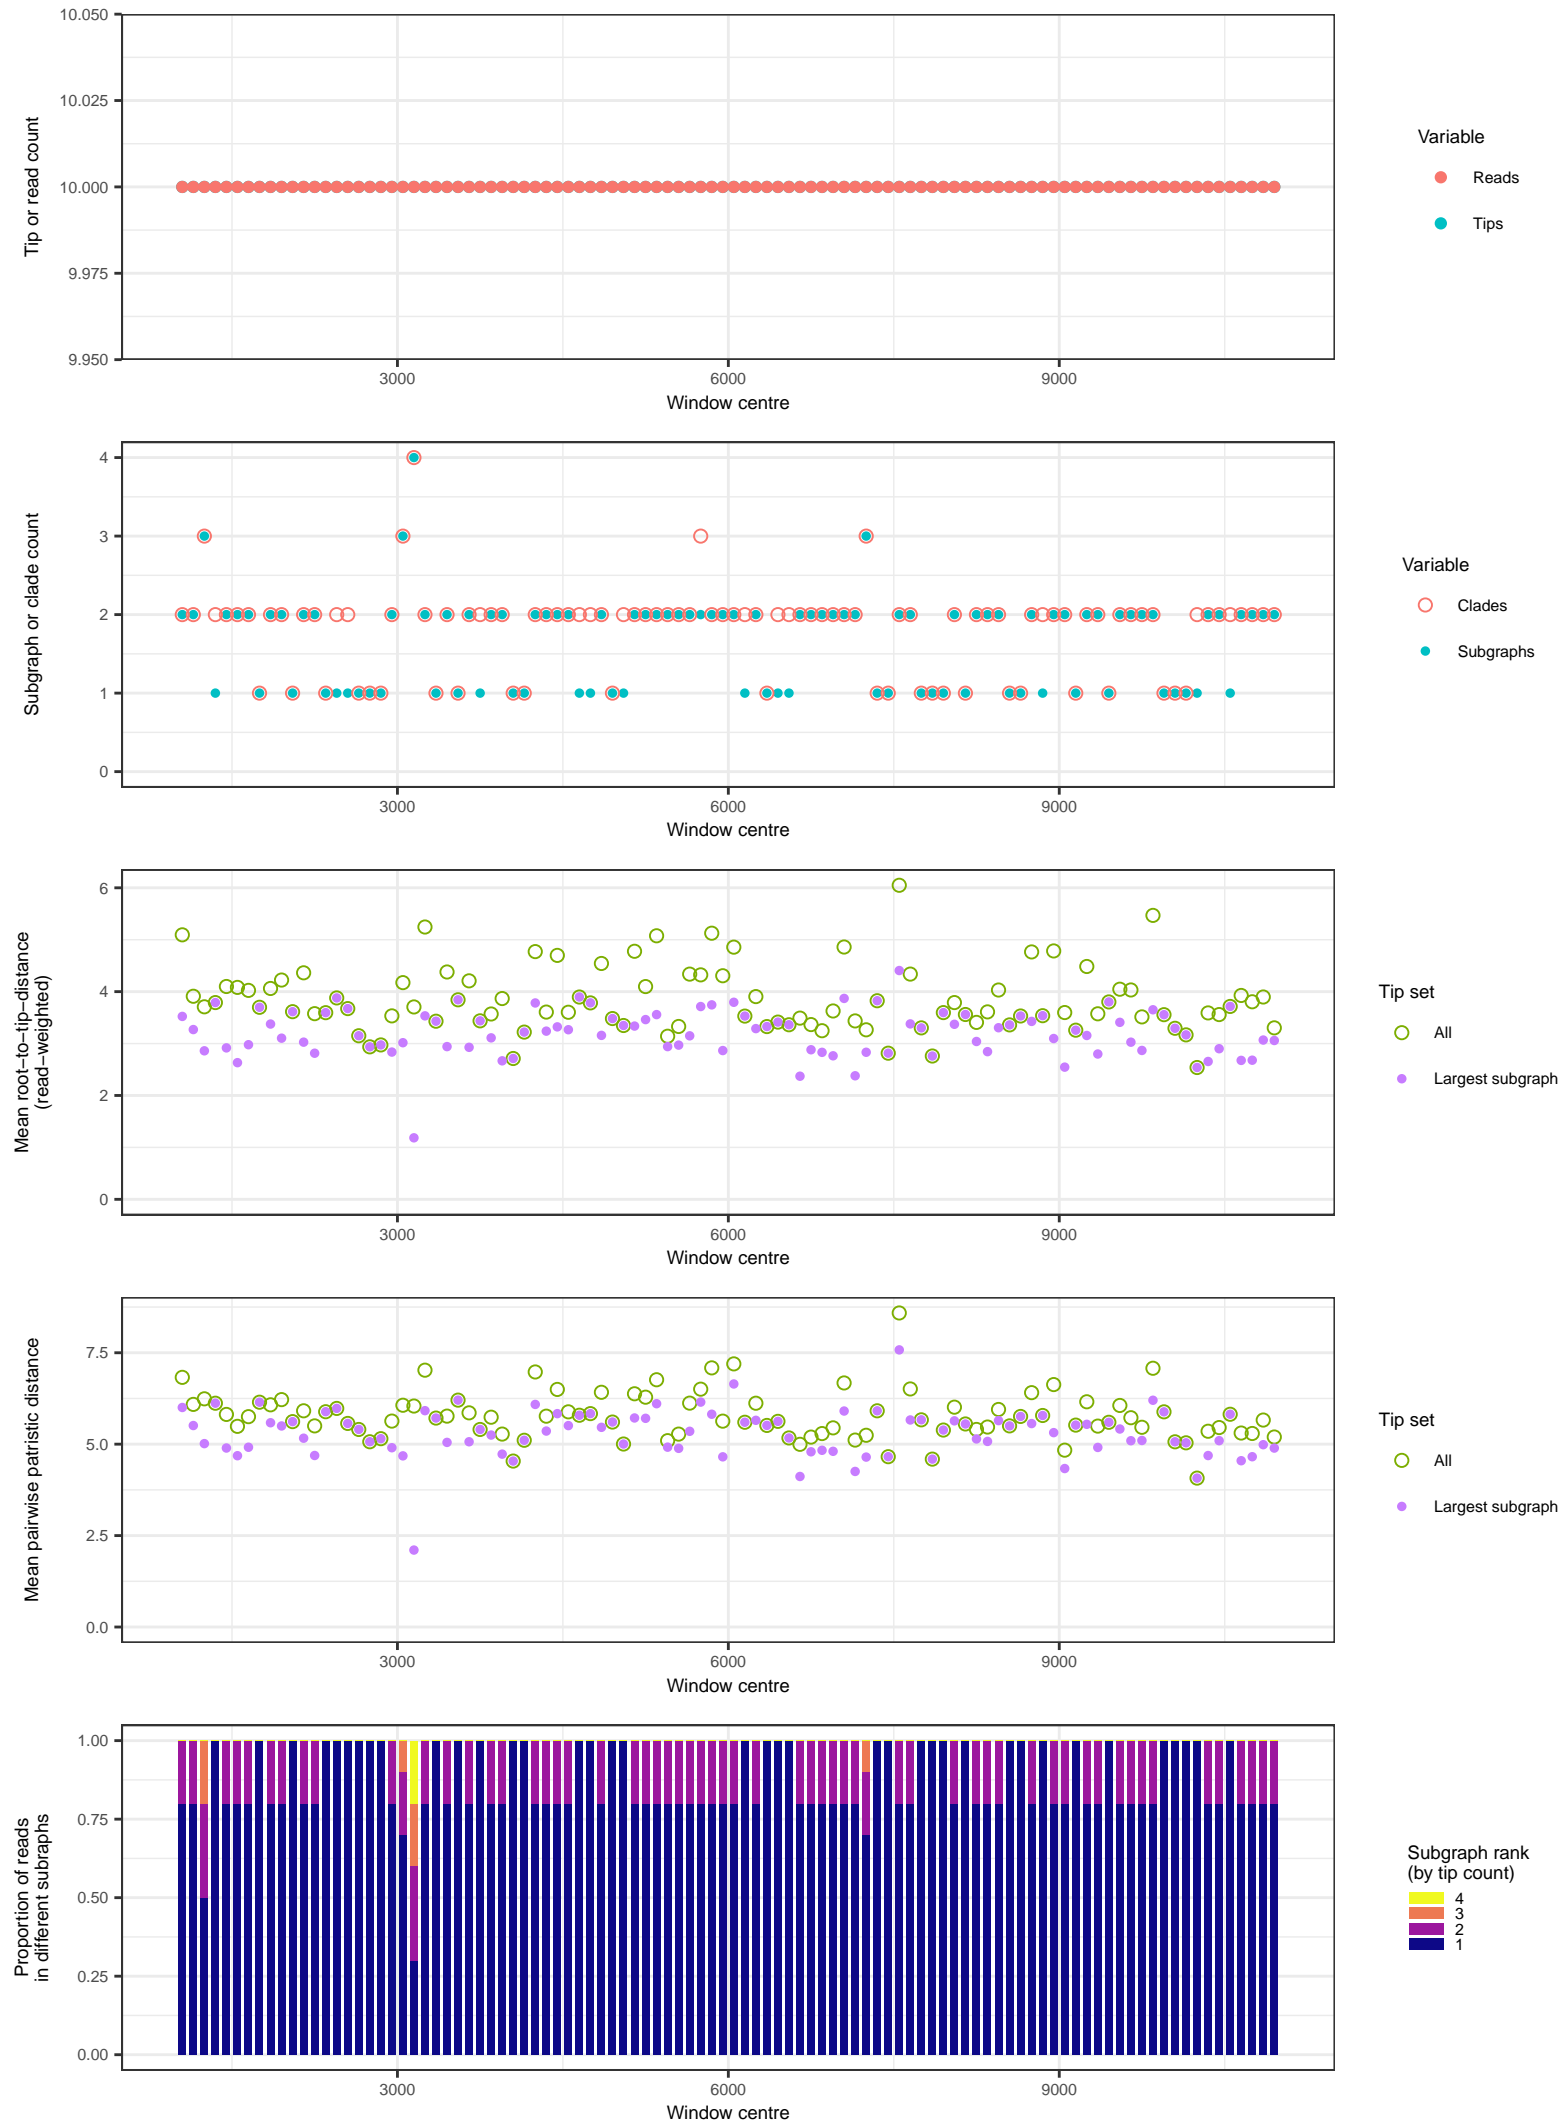 10.050
10.025
10.000
9.975
9.950
Tip or read count
3000
6000
9000
Window centre
Variable
Reads
Tips
4
3
2
1
0
Subgraph or clade count
3000
6000
9000
Window centre
Variable
Clades
Subgraphs
6
4
2
0
Mean root−to−tip−distance
(read−weighted)
3000
6000
9000
Window centre
Tip set
All
Largest subgraph
7.5
5.0
2.5
0.0
Mean pairwise patristic distance
3000
6000
9000
Window centre
Tip set
All
Largest subgraph
1.00
0.75
0.50
0.25
0.00
Proportion of reads
in different subraphs
3000
6000
9000
Window centre
Subgraph rank
(by tip count)
4
3
2
1